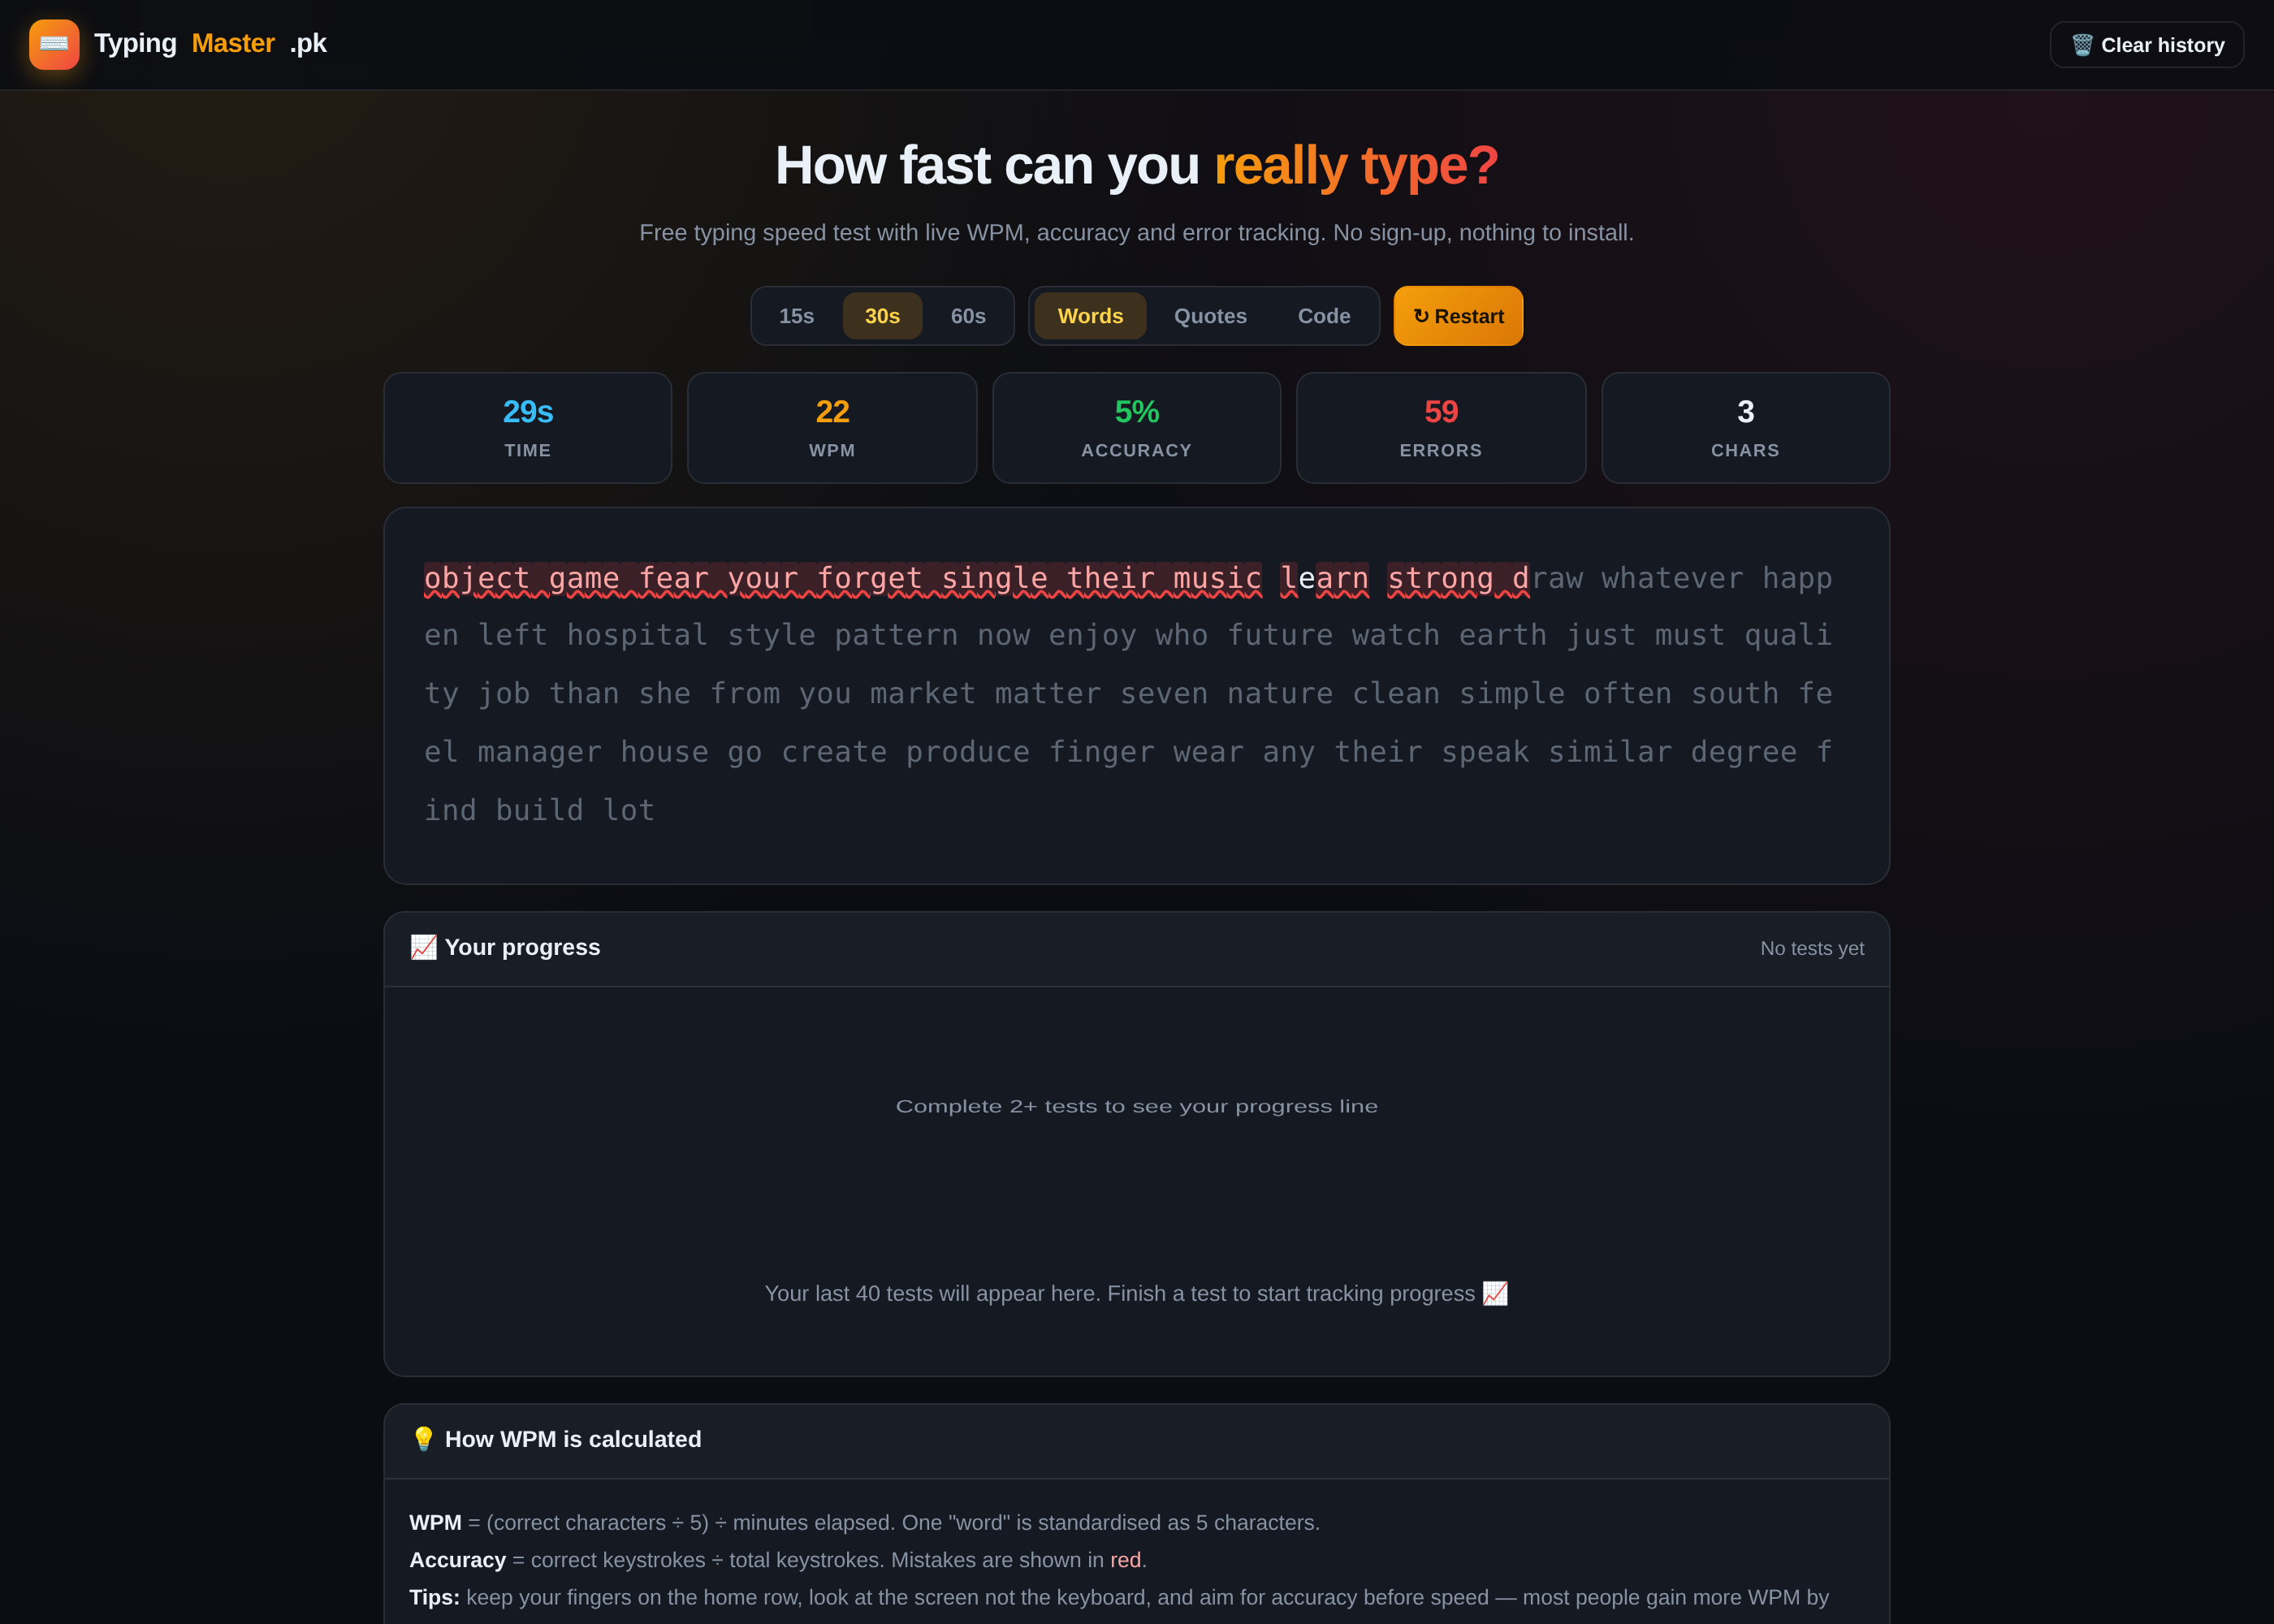 Typing Master .pk
🗑️ Clear history
How fast can you really type?
Free typing speed test with live WPM, accuracy and error tracking. No sign-up, nothing to install.
15s 30s 60s Words Quotes Code ↻ Restart
29s 22 5% 59 3
TIME WPM ACCURACY ERRORS CHARS
object game fear your forget single their music learn strong draw whatever happ
en left hospital style pattern now enjoy who future watch earth just must quali
ty job than she from you market matter seven nature clean simple often south fe
el manager house go create produce finger wear any their speak similar degree f
ind build lot
📈 Your progress No tests yet
Complete 2+ tests to see your progress line
Your last 40 tests will appear here. Finish a test to start tracking progress 📈
💡 How WPM is calculated
WPM = (correct characters ÷ 5) ÷ minutes elapsed. One "word" is standardised as 5 characters.
Accuracy = correct keystrokes ÷ total keystrokes. Mistakes are shown in red.
Tips: keep your fingers on the home row, look at the screen not the keyboard, and aim for accuracy before speed — most people gain more WPM by